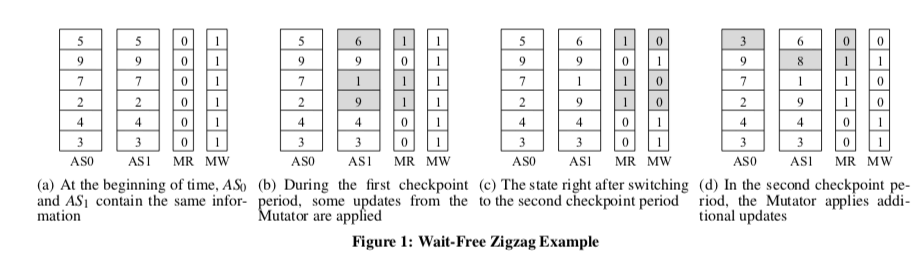 5 5 0 1 5 6 1 1 5 6 1 0 3 6 0 0
9 9 0 1 9 9 0 1 9 9 0 1 9 8 1 1
7 7 0 1 7 1 1 1 7 1 1 0 7 1 1 0
2 2 0 1 2 9 1 1 2 9 1 0 2 9 1 0
4 4 0 1 4 4 0 1 4 4 0 1 4 4 0 1
3 3 0 1 3 3 0 1 3 3 0 1 3 3 0 1
AS0 AS1 MR MW AS0 AS1 MR MW AS0 AS1 MR MW AS0 AS1 MR MW
(a) At the beginning of time, AS0
and AS1 contain the same infor-
mation
(b) During the first checkpoint
period, some updates from the
Mutator are applied
(c) The state right after switching
to the second checkpoint period
(d) In the second checkpoint pe-
riod, the Mutator applies addi-
tional updates
Figure 1: Wait-Free Zigzag Example